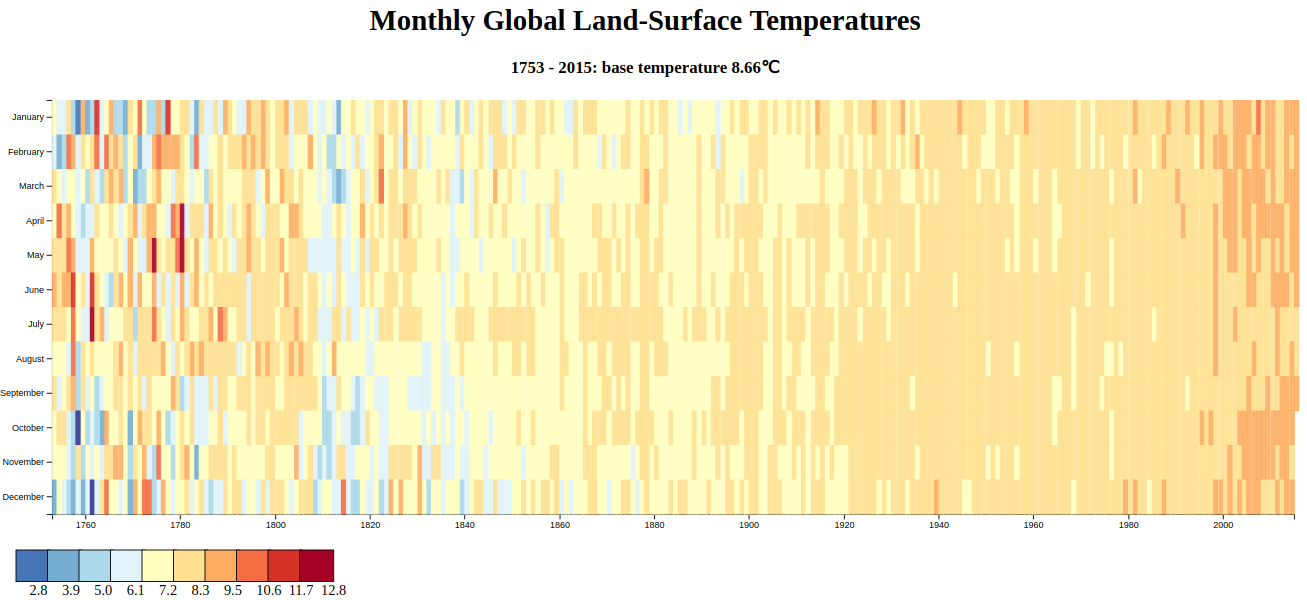 Monthly Global Land-Surface Temperatures
1753 - 2015: base temperature 8.66℃
January
February
March
April
May
June
July
August
September
October
November
December
1760 1780 1800 1820 1840 1860 1880 1900 1920 1940 1960 1980 2000
2.8 3.9 5.0 6.1 7.2 8.3 9.5 10.6 11.7 12.8